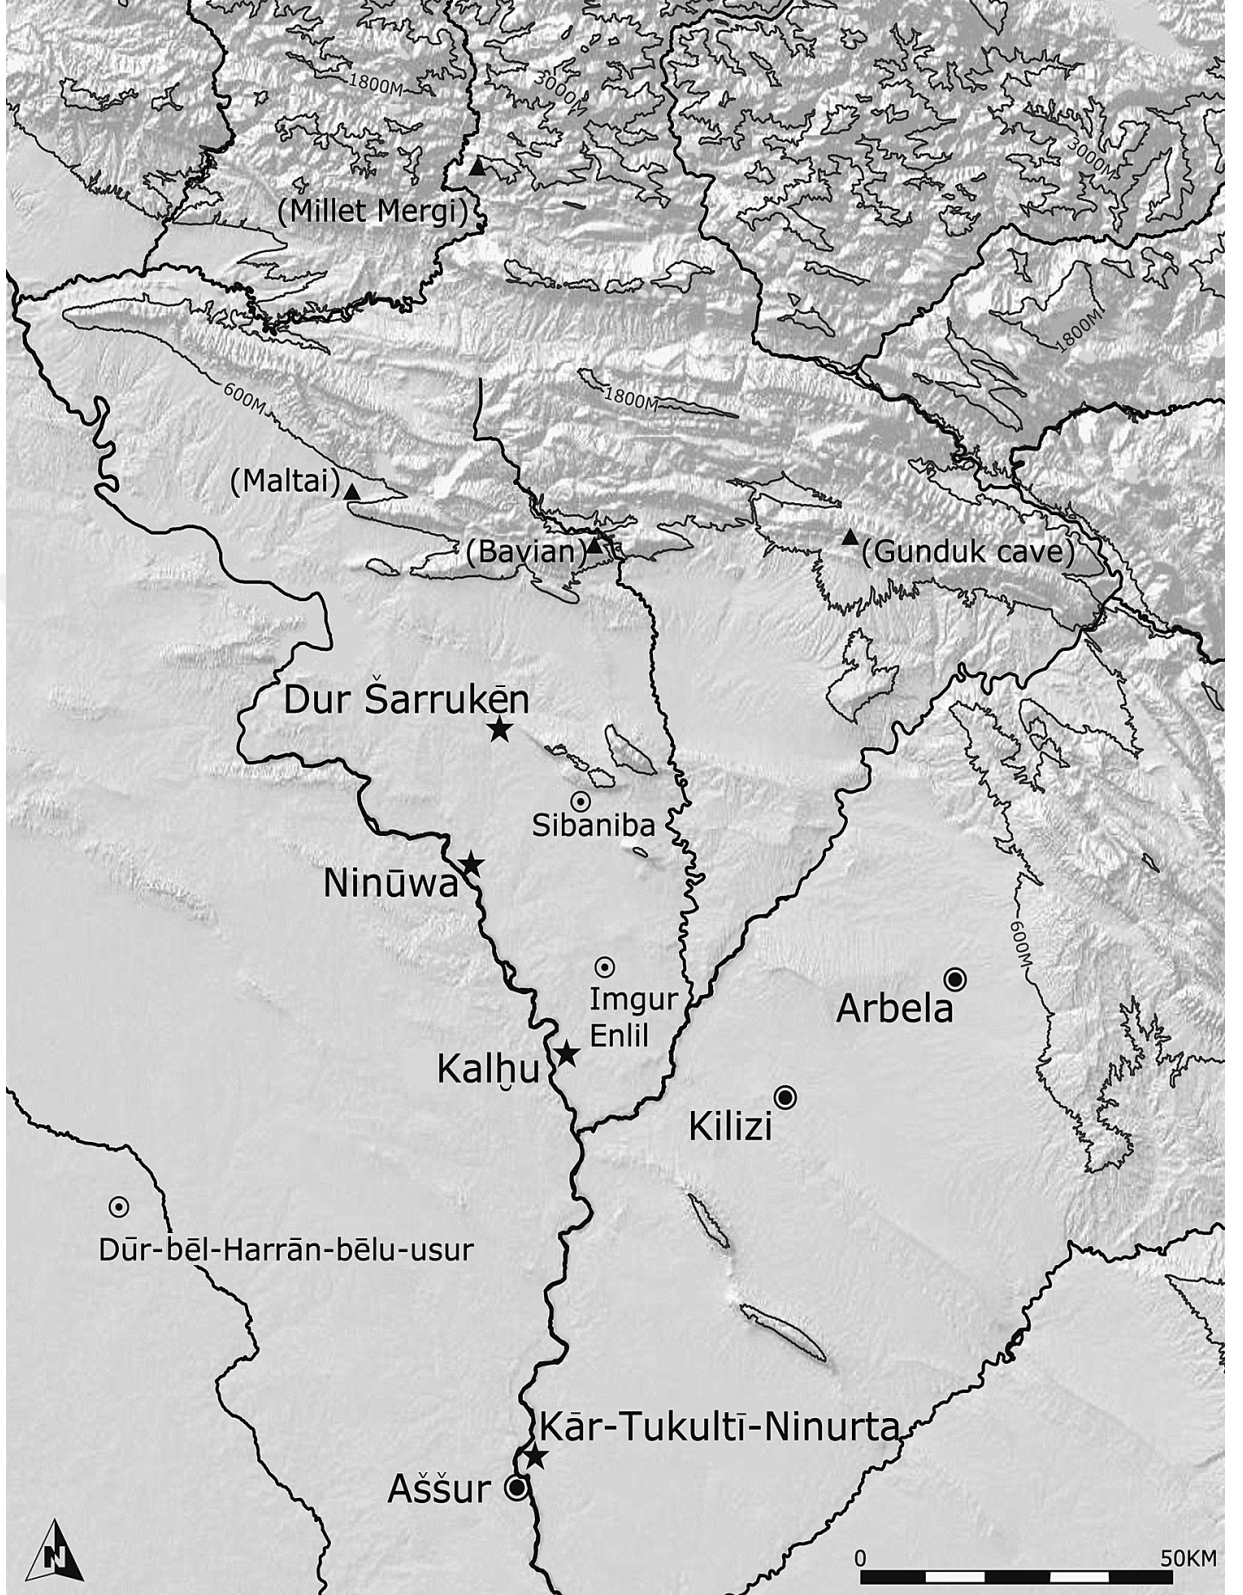 1800M
3000M
3000M
(Millet Mergi)
1800M
600M
1800M
(Maltai)
(Bavian)
(Gunduk cave)
Dur Šarrukēn
Sibaniba
Ninūwa
600M
Imgur
Enlil
Arbela
Kalḫu
Kilizi
Dūr-bēl-Harrān-bēlu-usur
Kār-Tukultī-Ninurta
Aššur
N
0 50KM